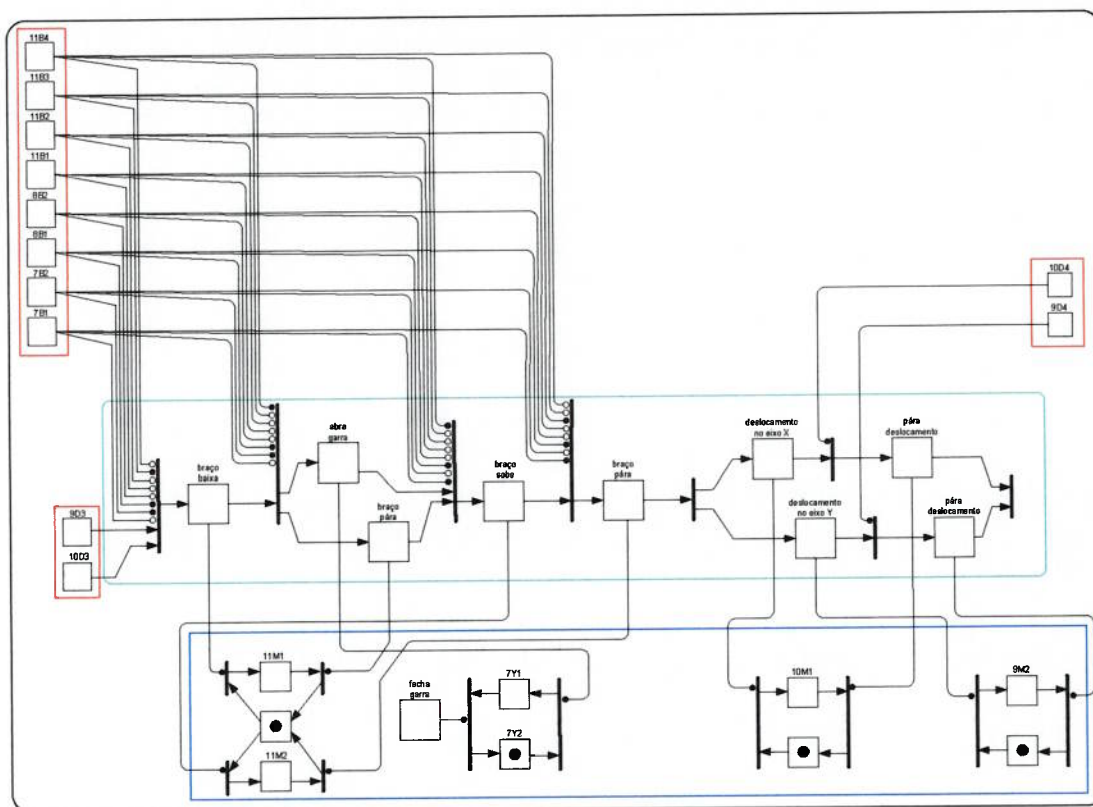 11B4
11B3
11B2
11B1
8B2
8B1
7B2
7B1
10D4
9D4
9D3
10D3
braço
baixa
abra
garra
braço
pára
braço
sobe
braço
pára
deslocamento
no eixo X
deslocamento
no eixo Y
pára
deslocamento
pára
deslocamento
11M1
11M2
fecha
garra
7Y1
7Y2
10M1
9M2